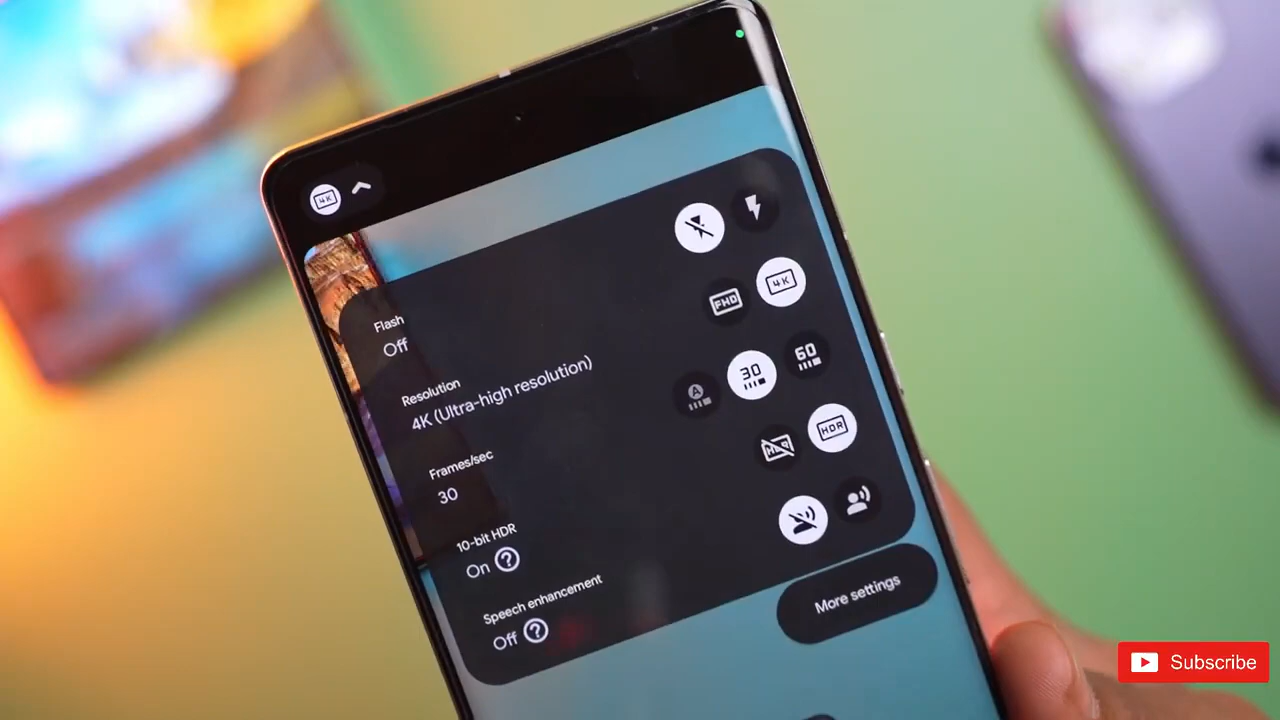 4K
Flash
Off
Resolution
4K (Ultra-high resolution)
FHD
4K
Frames/sec
30
A
30
60
10-bit HDR
On ?
HDR
HDR
Speech enhancement
Off ?
More settings
Subscribe